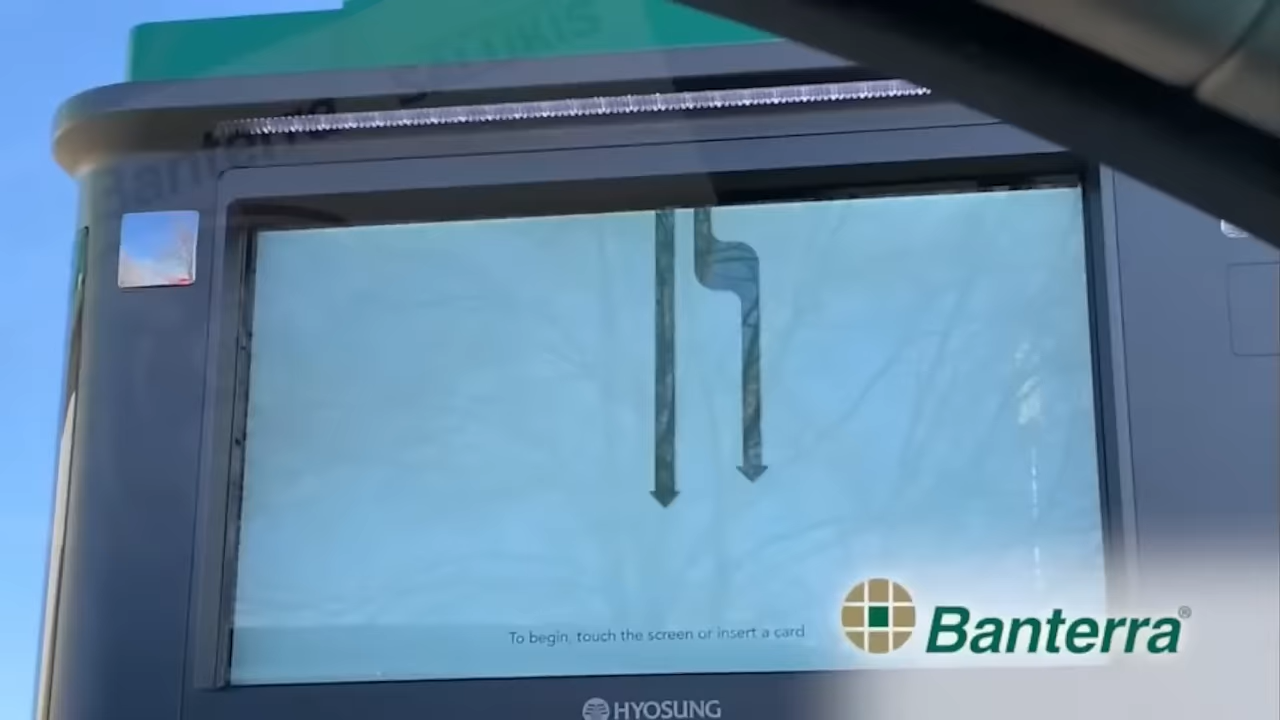 To begin, touch the screen or insert a card
Banterra®
HYOSUNG